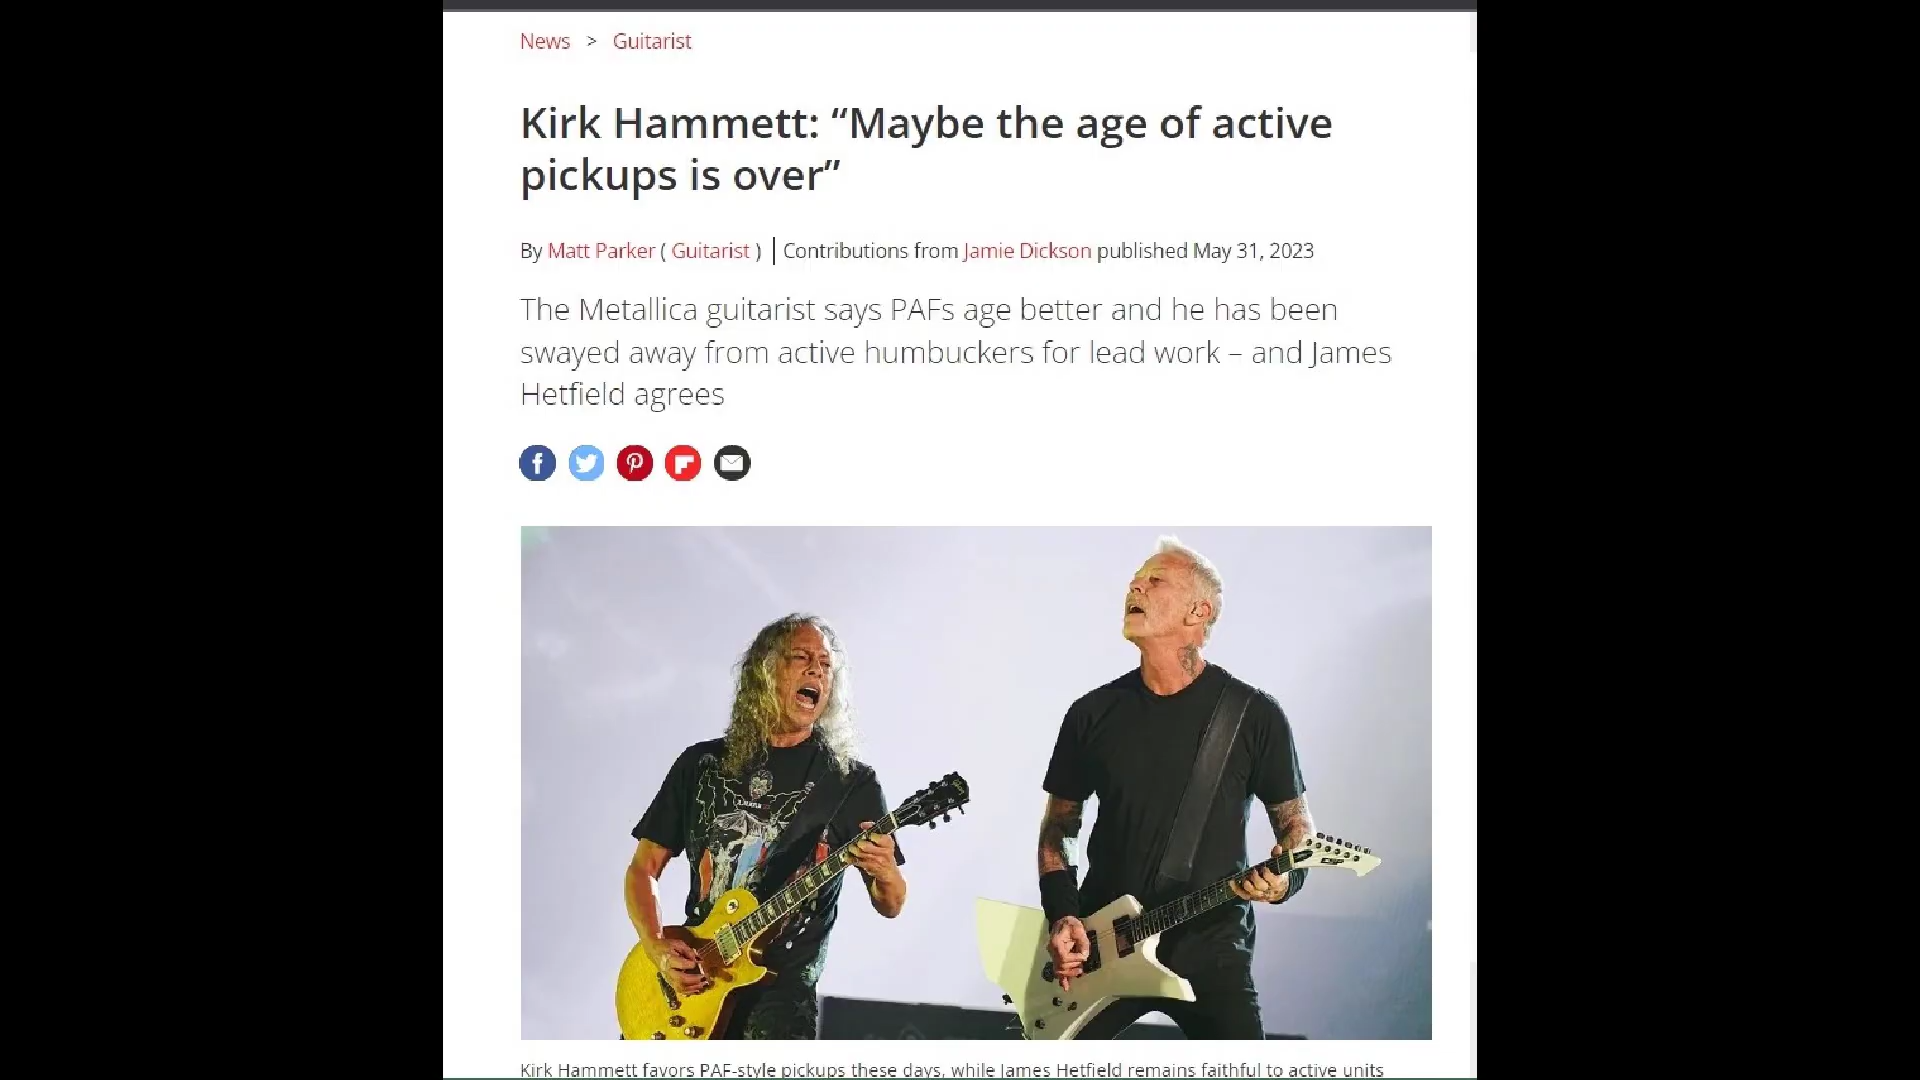 News > Guitarist
Kirk Hammett: “Maybe the age of active
pickups is over”
By Matt Parker ( Guitarist ) | Contributions from Jamie Dickson published May 31, 2023
The Metallica guitarist says PAFs age better and he has been
swayed away from active humbuckers for lead work – and James
Hetfield agrees
ESP
Kirk Hammett favors PAF-style pickups these days, while James Hetfield remains faithful to active units